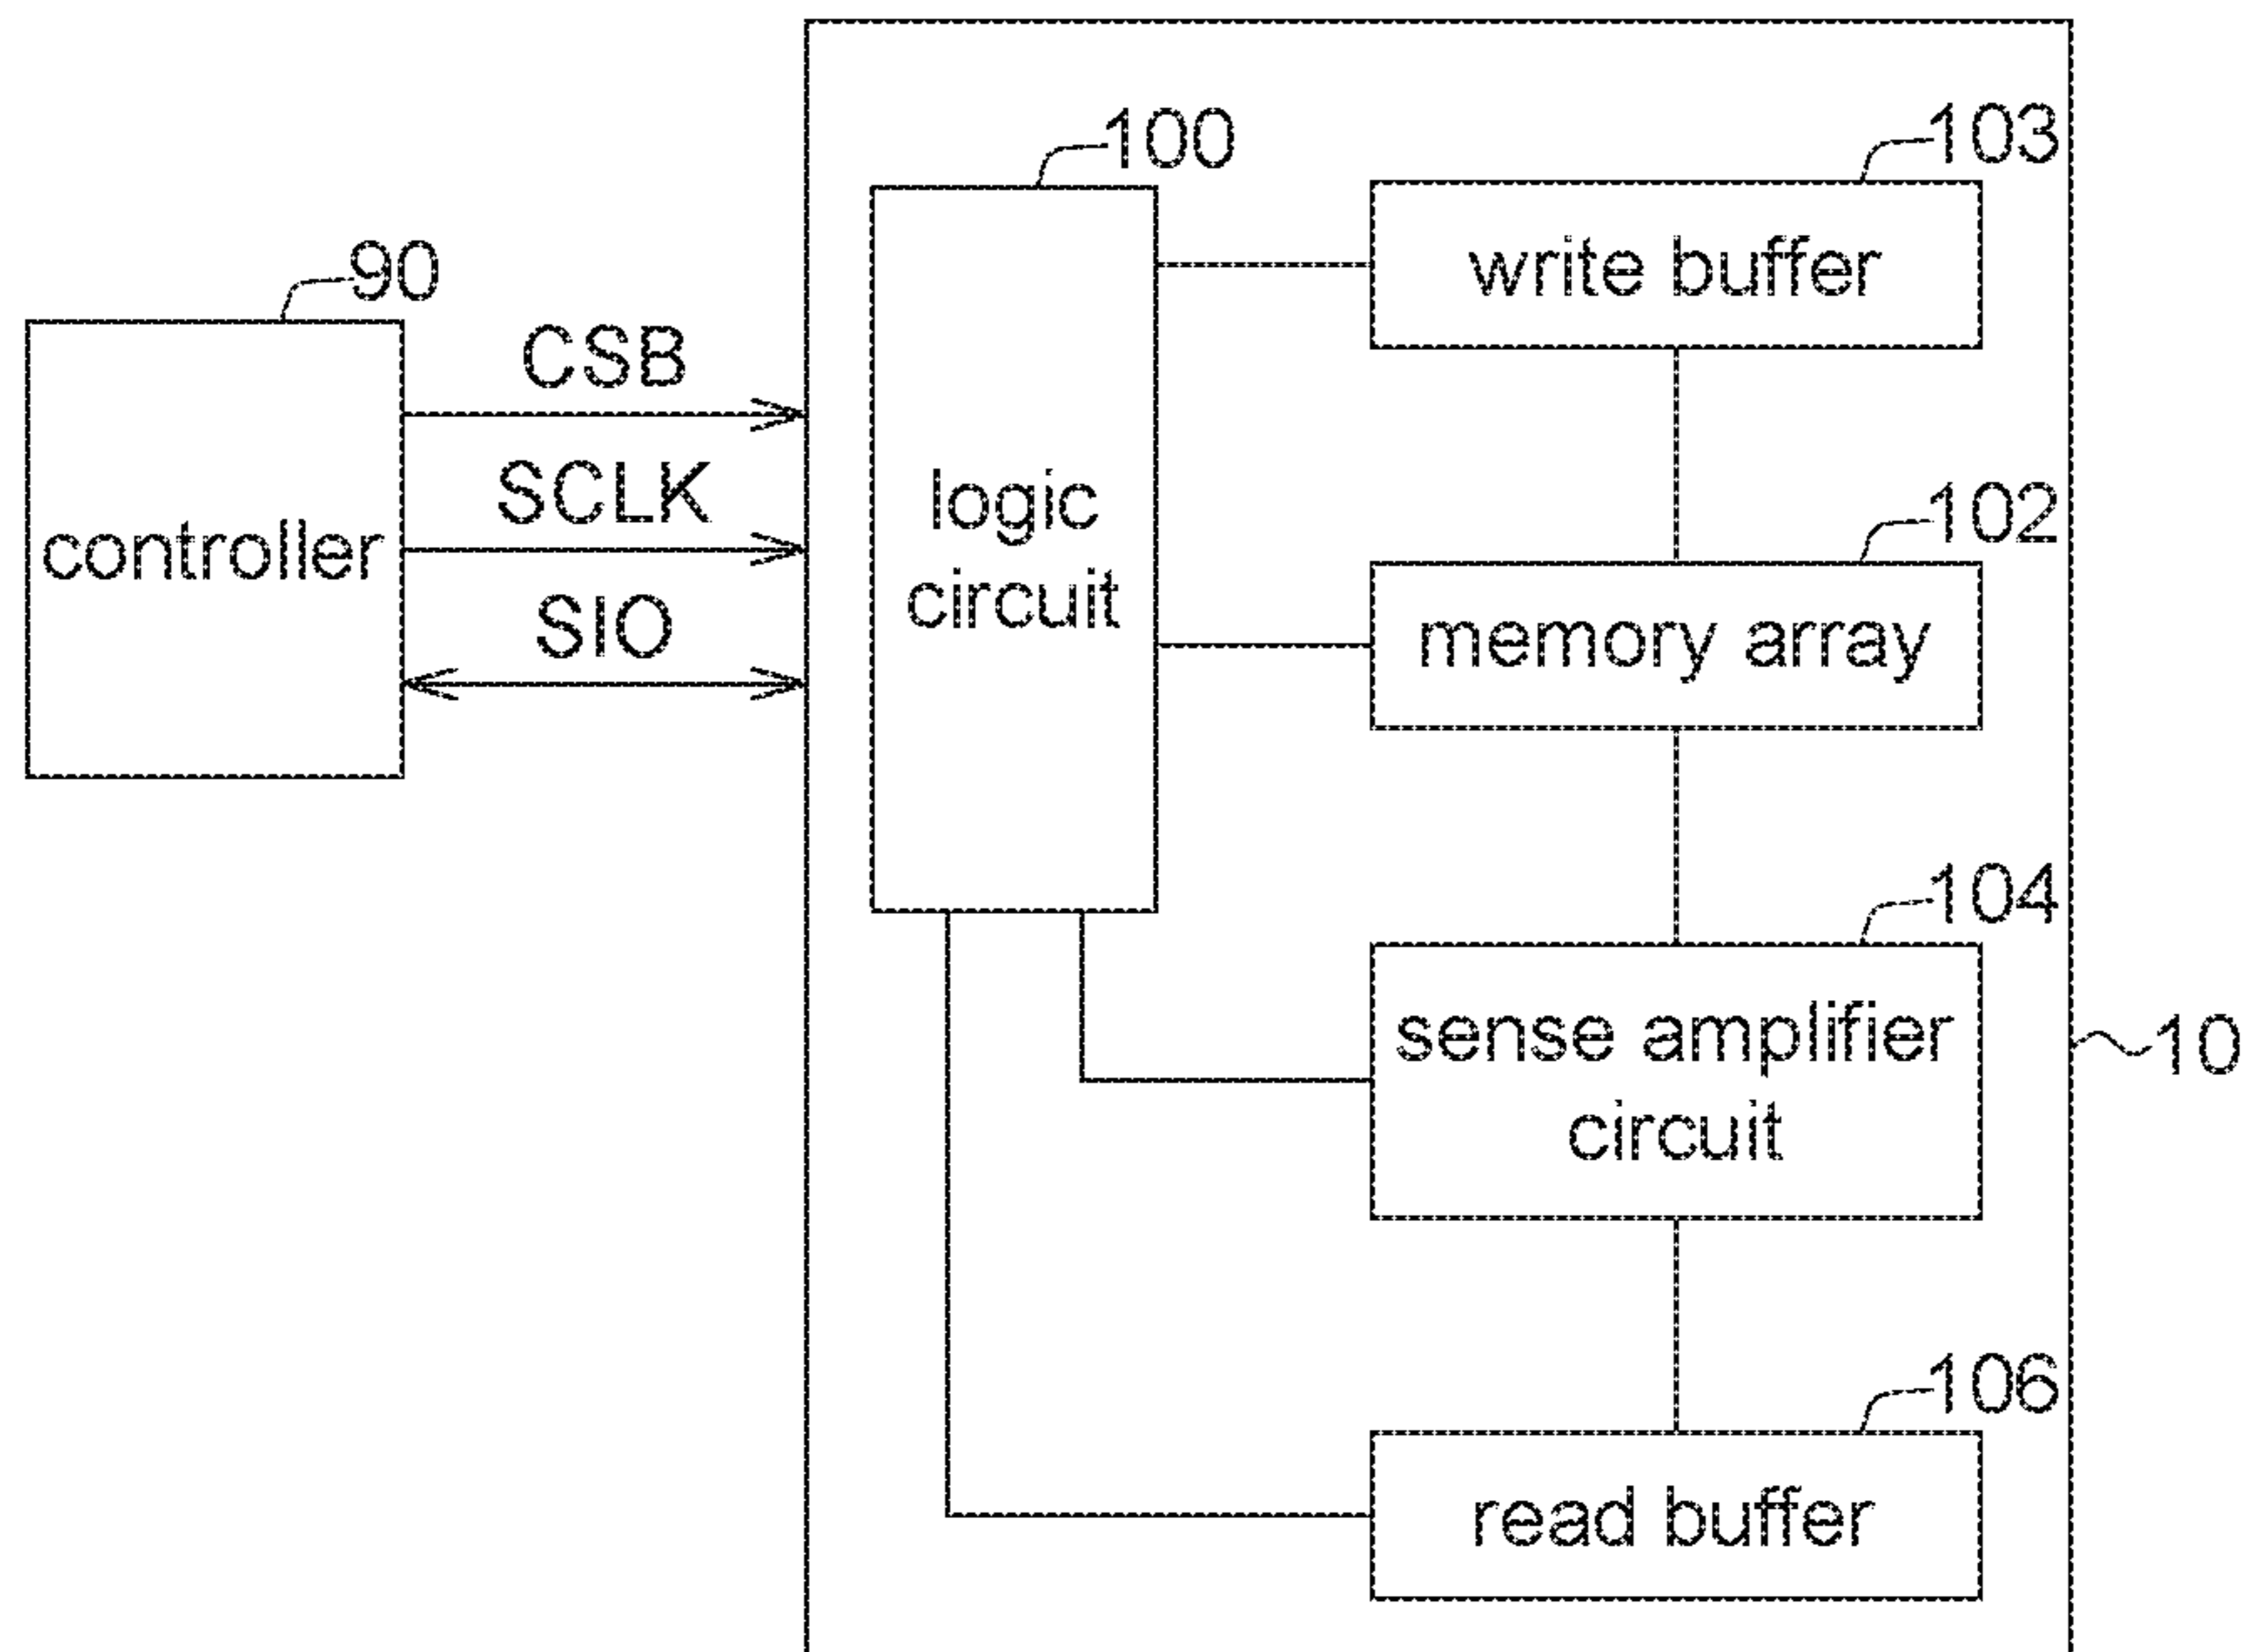 100
103
90
write buffer
CSB
SCLK
102
logic
circuit
controller
SIO
memory array
104
sense amplifier
circuit
10
106
read buffer